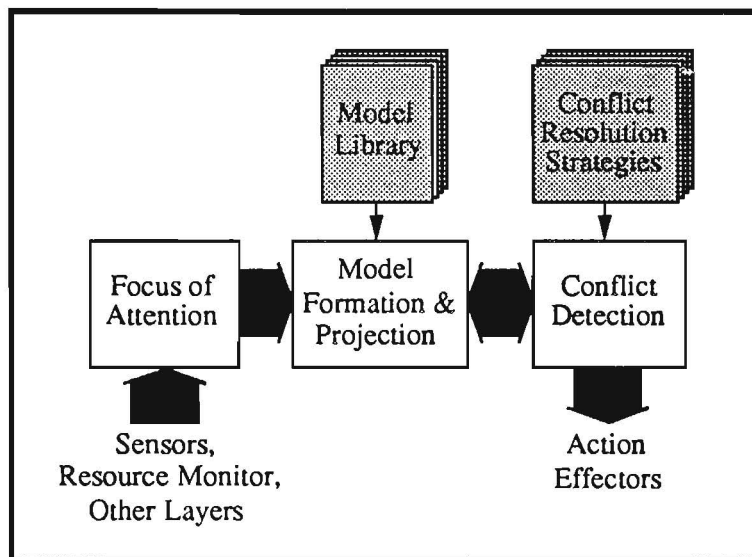 Model
Library
Conflict
Resolution
Strategies
Focus of
Attention
Model
Formation &
Projection
Conflict
Detection
Sensors,
Resource Monitor,
Other Layers
Action
Effectors